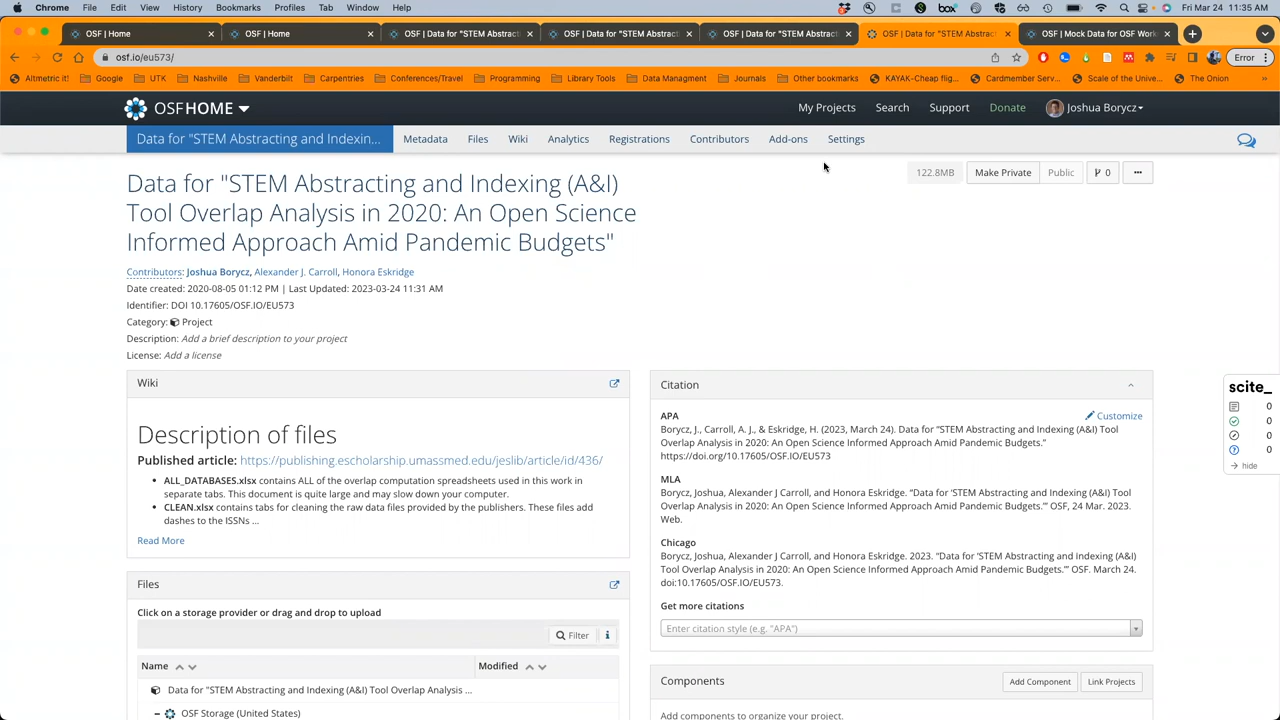 Chrome File Edit View History Bookmarks Profiles Tab Window Help
box
Fri Mar 24 11:35 AM
OSF | Home
OSF | Home
OSF | Data for "STEM Abstract
OSF | Data for "STEM Abstract
OSF | Data for "STEM Abstract
OSF | Data for "STEM Abstrac
OSF | Mock Data for OSF Work
osf.io/eu573/
Error
Altmetric it! Google UTK Nashville Vanderbilt Carpentries Conferences/Travel Programming Library Tools Data Managment Journals Other bookmarks KAYAK-Cheap flig... Cardmember Serv... Scale of the Unive... The Onion
OSFHOME
My Projects Search Support Donate Joshua Borycz
Data for "STEM Abstracting and Indexin... Metadata Files Wiki Analytics Registrations Contributors Add-ons Settings
122.8MB Make Private Public 0
Data for "STEM Abstracting and Indexing (A&I)
Tool Overlap Analysis in 2020: An Open Science
Informed Approach Amid Pandemic Budgets"
Contributors: Joshua Borycz, Alexander J. Carroll, Honora Eskridge
Date created: 2020-08-05 01:12 PM | Last Updated: 2023-03-24 11:31 AM
Identifier: DOI 10.17605/OSF.IO/EU573
Category: Project
Description: Add a brief description to your project
License: Add a license
Wiki
Description of files
Published article: https://publishing.escholarship.umassmed.edu/jeslib/article/id/436/
• ALL_DATABASES.xlsx contains ALL of the overlap computation spreadsheets used in this work in
separate tabs. This document is quite large and may slow down your computer.
• CLEAN.xlsx contains tabs for cleaning the raw data files provided by the publishers. These files add
dashes to the ISSNs ...
Read More
Files
Click on a storage provider or drag and drop to upload
Filter i
Name Modified
Data for "STEM Abstracting and Indexing (A&I) Tool Overlap Analysis ...
OSF Storage (United States)
Citation
APA
Customize
Borycz, J., Carroll, A. J., & Eskridge, H. (2023, March 24). Data for “STEM Abstracting and Indexing (A&I) Tool
Overlap Analysis in 2020: An Open Science Informed Approach Amid Pandemic Budgets.”
https://doi.org/10.17605/OSF.IO/EU573
MLA
Borycz, Joshua, Alexander J Carroll, and Honora Eskridge. “Data for ‘STEM Abstracting and Indexing (A&I) Tool
Overlap Analysis in 2020: An Open Science Informed Approach Amid Pandemic Budgets.’” OSF, 24 Mar. 2023.
Web.
Chicago
Borycz, Joshua, Alexander J Carroll, and Honora Eskridge. 2023. “Data for ‘STEM Abstracting and Indexing (A&I)
Tool Overlap Analysis in 2020: An Open Science Informed Approach Amid Pandemic Budgets.’” OSF. March 24.
doi:10.17605/OSF.IO/EU573.
Get more citations
Enter citation style (e.g. "APA")
Components Add Component Link Projects
Add components to organize your project.
scite_
0
0
0
0
hide